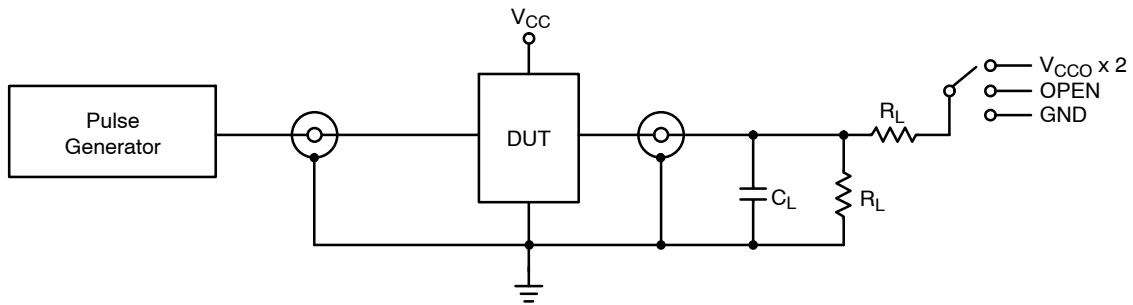 V_CC
V_CCO x 2
OPEN
GND
R_L
Pulse
Generator
DUT
C_L
R_L